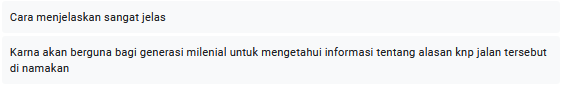 Cara menjelaskan sangat jelas
Karna akan berguna bagi generasi milenial untuk mengetahui informasi tentang alasan knp jalan tersebut
di namakan